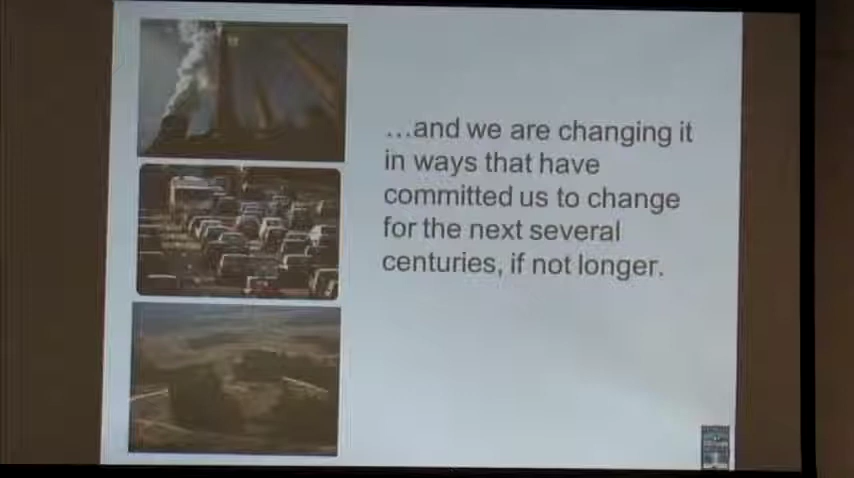 ...and we are changing it
in ways that have
committed us to change
for the next several
centuries, if not longer.